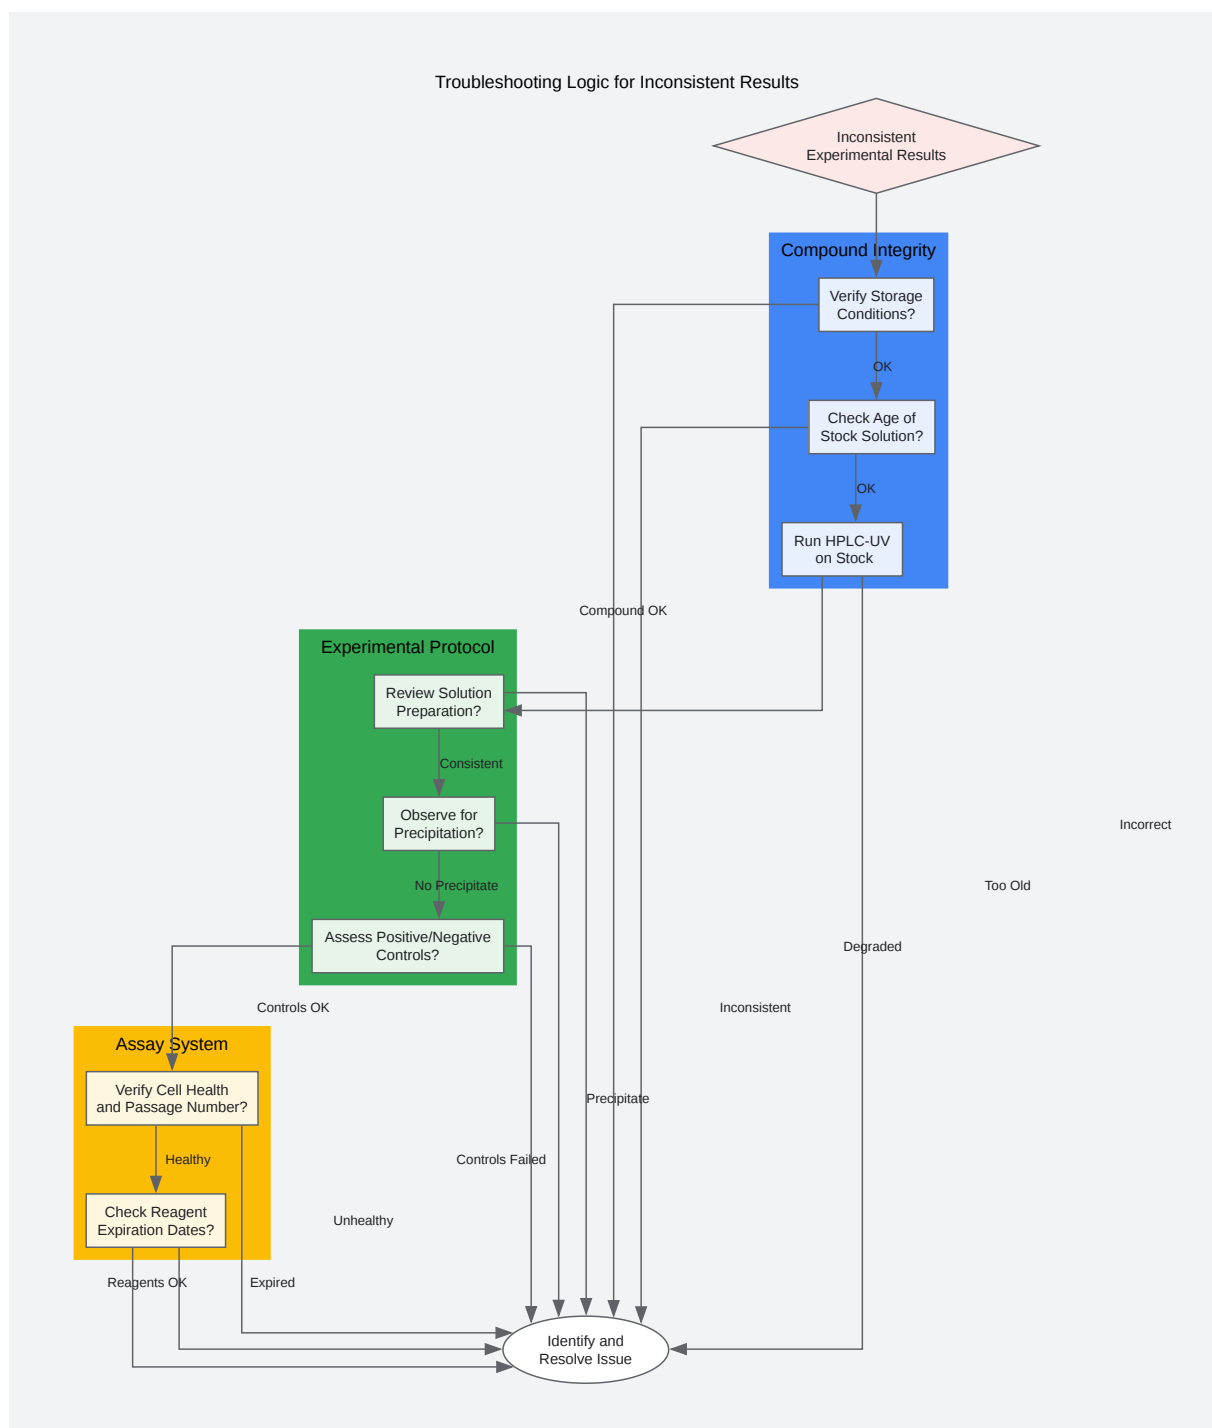 Troubleshooting Logic for Inconsistent Results
Inconsistent
Experimental Results
Compound Integrity
Verify Storage
Conditions?
OK
Check Age of
Stock Solution?
OK
Run HPLC-UV
on Stock
Compound OK
Experimental Protocol
Review Solution
Preparation?
Consistent
Observe for
Precipitation?
Incorrect
No Precipitate
Too Old
Assess Positive/Negative
Controls?
Degraded
Controls OK
Inconsistent
Assay System
Verify Cell Health
and Passage Number?
Precipitate
Healthy
Controls Failed
Check Reagent
Expiration Dates?
Unhealthy
Reagents OK
Expired
Identify and
Resolve Issue